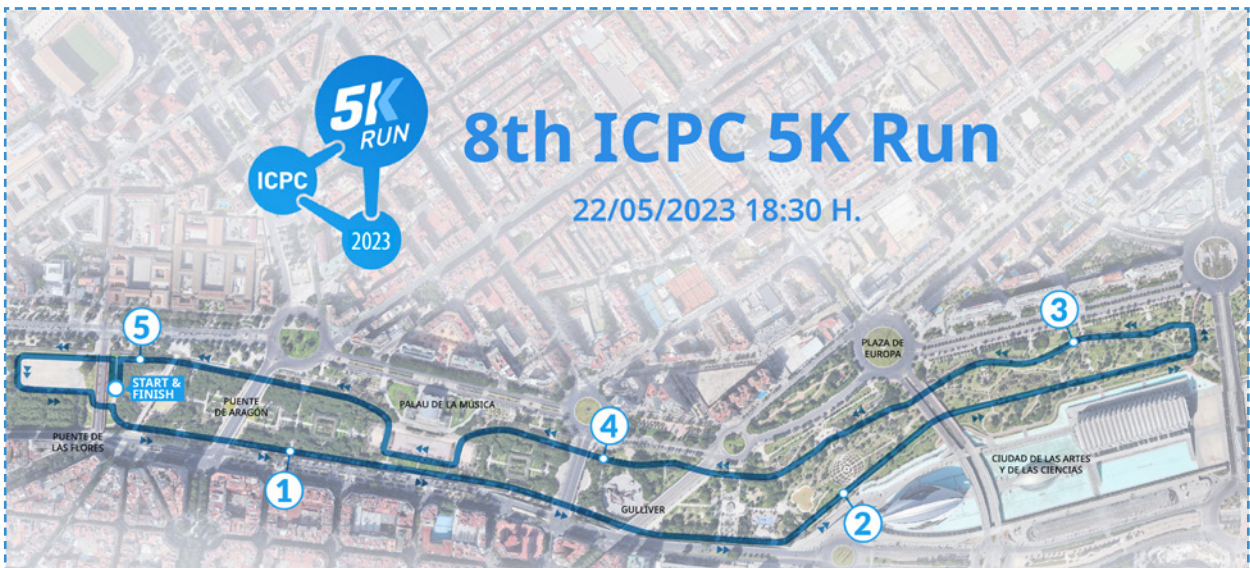 5K
RUN
ICPC
2023
8th ICPC 5K Run
22/05/2023 18:30 H.
3
PLAZA DE
EUROPA
5
START &
FINISH
PUENTE
DE ARAGÓN
PALAU DE LA MÚSICA
4
PUENTE DE
LAS FLORES
CIUDAD DE LAS ARTES
Y DE LAS CIENCIAS
1
GULLIVER
2